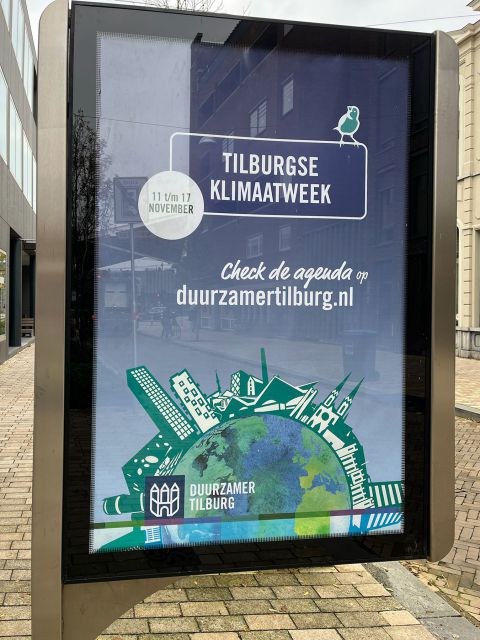 TILBURGSE
KLIMAATWEEK
11 t/m 17
NOVEMBER
Check de agenda op
duurzamertilburg.nl
DUURZAMER
TILBURG